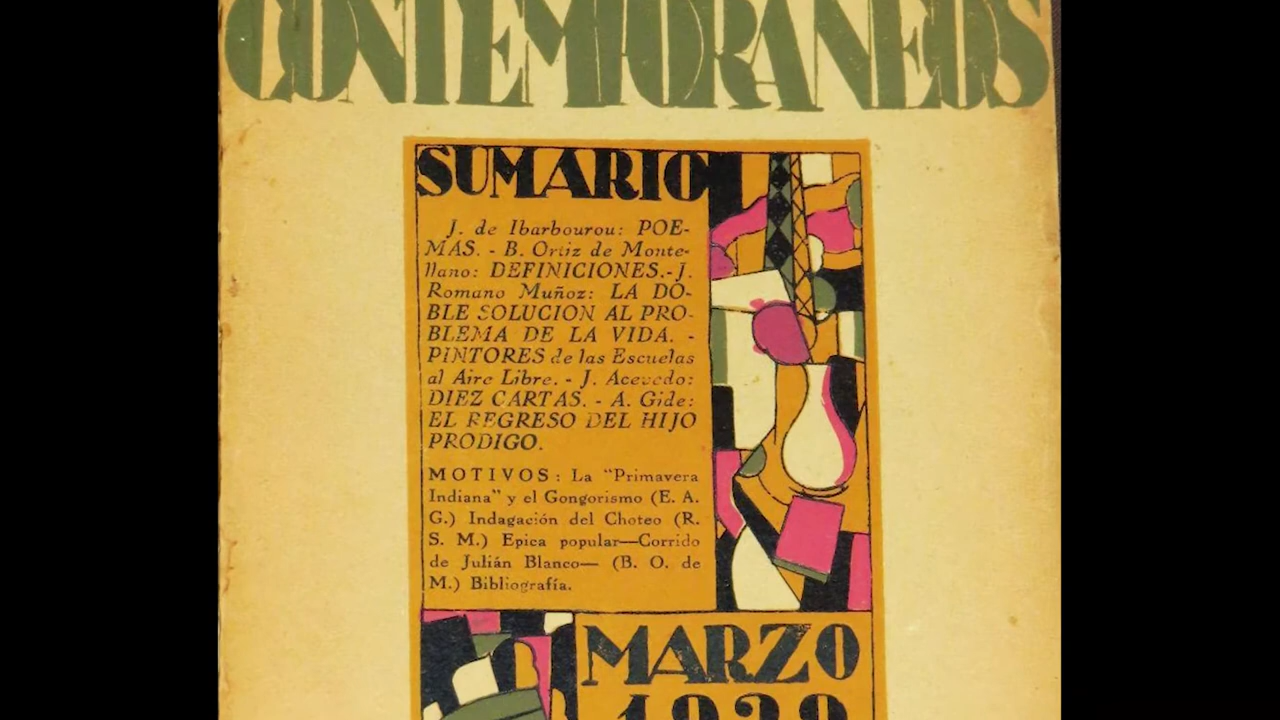 CONTEMPORANEOS
SUMARIO
J. de Ibarbourou: POE-
MAS. - B. Ortiz de Monte-
llano: DEFINICIONES.-J.
Romano Muñoz: LA DO-
BLE SOLUCION AL PRO-
BLEMA DE LA VIDA. -
PINTORES de las Escuelas
al Aire Libre. - J. Acevedo:
DIEZ CARTAS. - A. Gide:
EL REGRESO DEL HIJO
PRODIGO.
MOTIVOS: La "Primavera
Indiana" y el Gongorismo (E. A.
G.) Indagación del Choteo (R.
S. M.) Epica popular—Corrido
de Julián Blanco— (B. O. de
M.) Bibliografía.
MARZO
1929